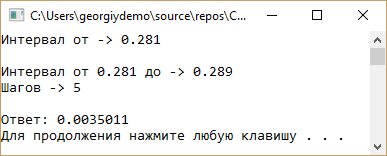 C:\Users\georgiydemo\source\repos\C...
Интервал от -> 0.281
Интервал от 0.281 до -> 0.289
Шагов -> 5
Ответ: 0.0035011
Для продолжения нажмите любую клавишу . . .